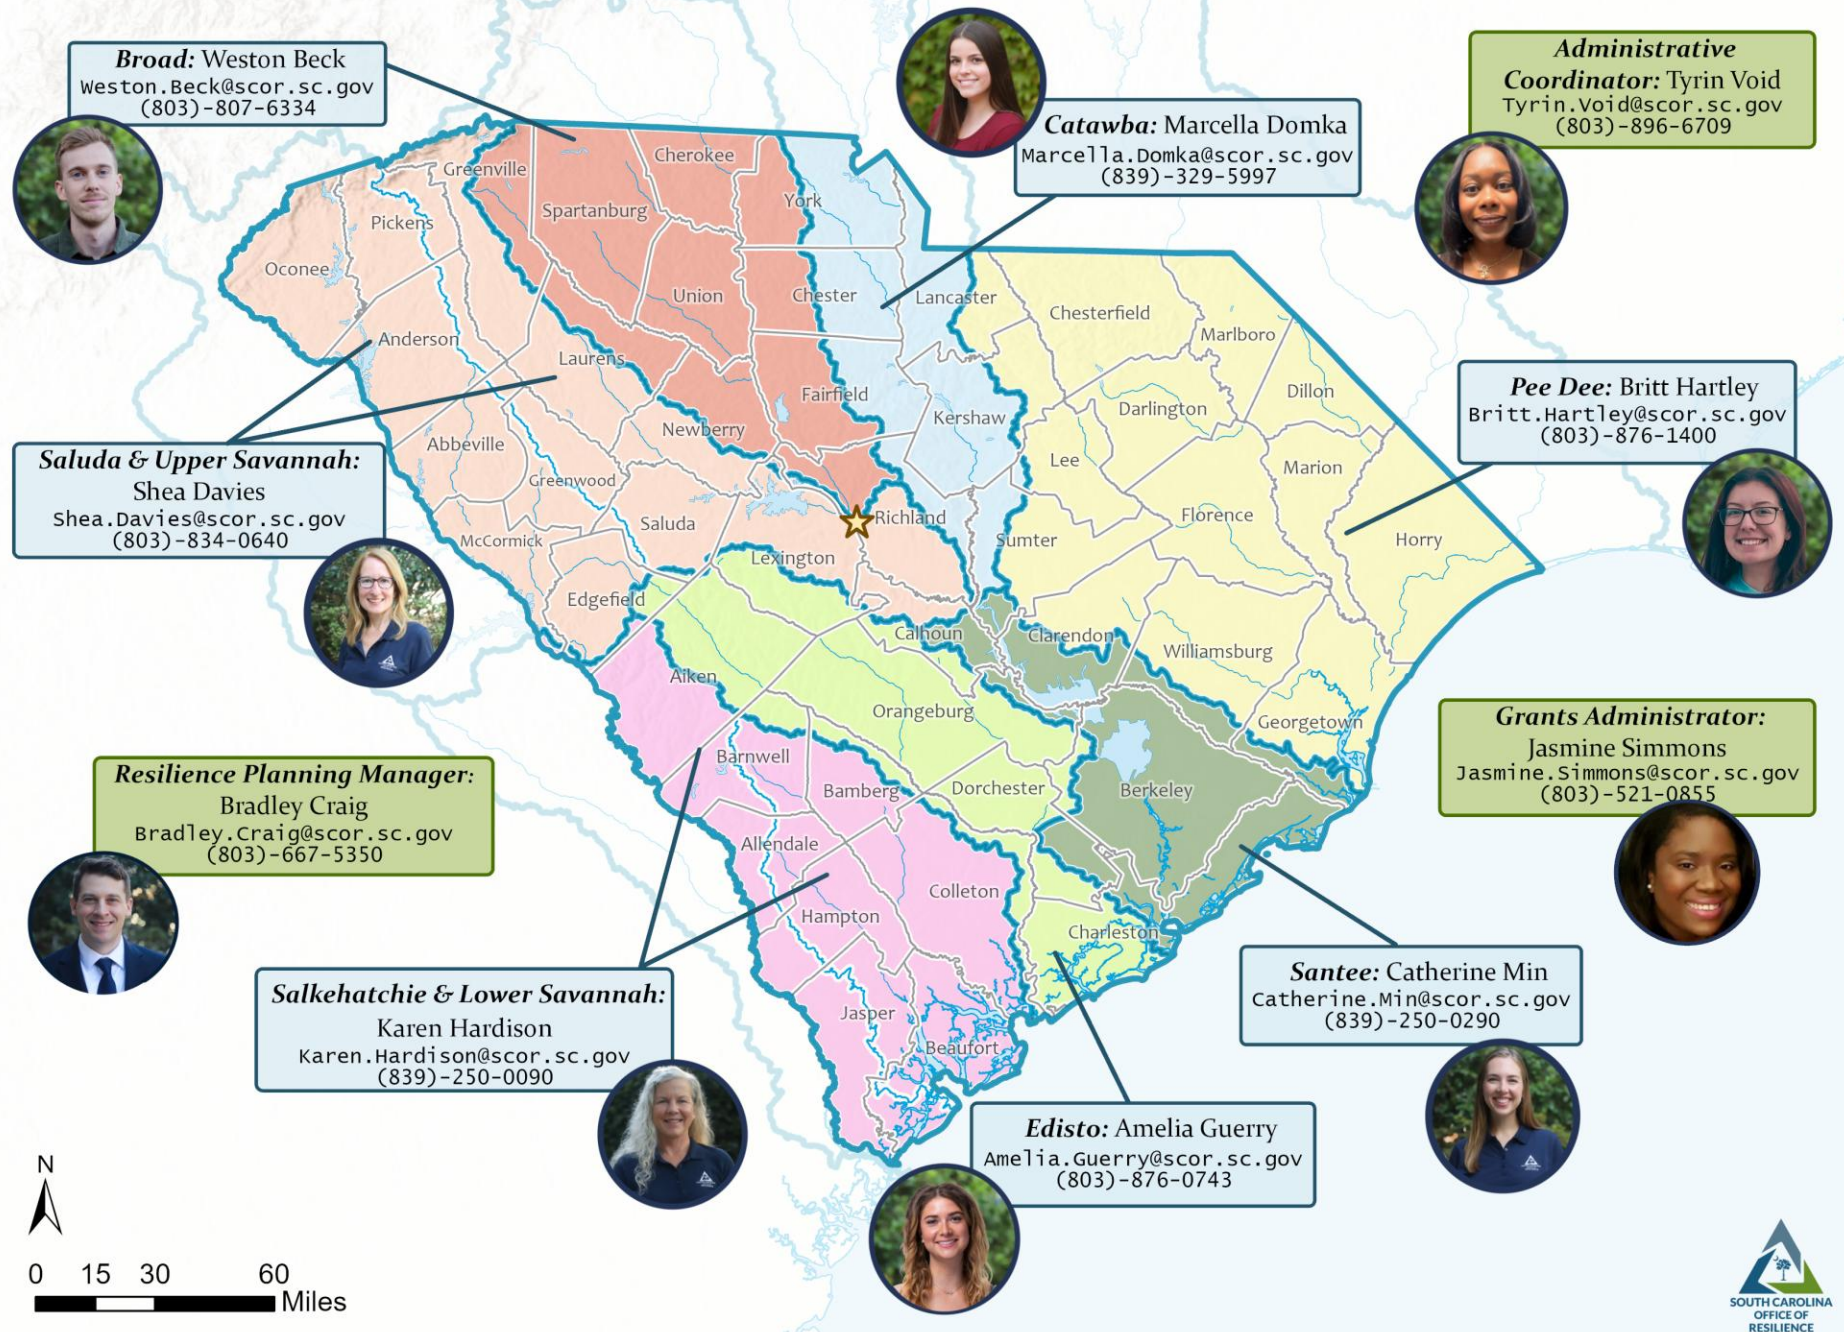 Broad: Weston Beck
Weston.Beck@scor.sc.gov
(803)-807-6334
Catawba: Marcella Domka
Marcella.Domka@scor.sc.gov
(839)-329-5997
Administrative
Coordinator: Tyrin Void
Tyrin.Void@scor.sc.gov
(803)-896-6709
Greenville
Cherokee
Pickens
Spartanburg
York
Oconee
Union
Chester
Lancaster
Chesterfield
Marlboro
Anderson
Laurens
Fairfield
Kershaw
Darlington
Dillon
Pee Dee: Britt Hartley
Britt.Hartley@scor.sc.gov
(803)-876-1400
Abbeville
Newberry
Lee
Marion
Saluda & Upper Savannah:
Shea Davies
Shea.Davies@scor.sc.gov
(803)-834-0640
Greenwood
Saluda
Richland
Florence
McCormick
Lexington
Sumter
Horry
Edgefield
Calhoun
Clarendon
Williamsburg
Aiken
Orangeburg
Georgetown
Grants Administrator:
Jasmine Simmons
Jasmine.Simmons@scor.sc.gov
(803)-521-0855
Resilience Planning Manager:
Bradley Craig
Bradley.Craig@scor.sc.gov
(803)-667-5350
Barnwell
Bamberg
Dorchester
Berkeley
Allendale
Colleton
Hampton
Charleston
Salkehatchie & Lower Savannah:
Karen Hardison
Karen.Hardison@scor.sc.gov
(839)-250-0090
Jasper
Beaufort
Santee: Catherine Min
Catherine.Min@scor.sc.gov
(839)-250-0290
Edisto: Amelia Guerry
Amelia.Guerry@scor.sc.gov
(803)-876-0743
N
0 15 30 60
Miles
SOUTH CAROLINA
OFFICE OF
RESILIENCE